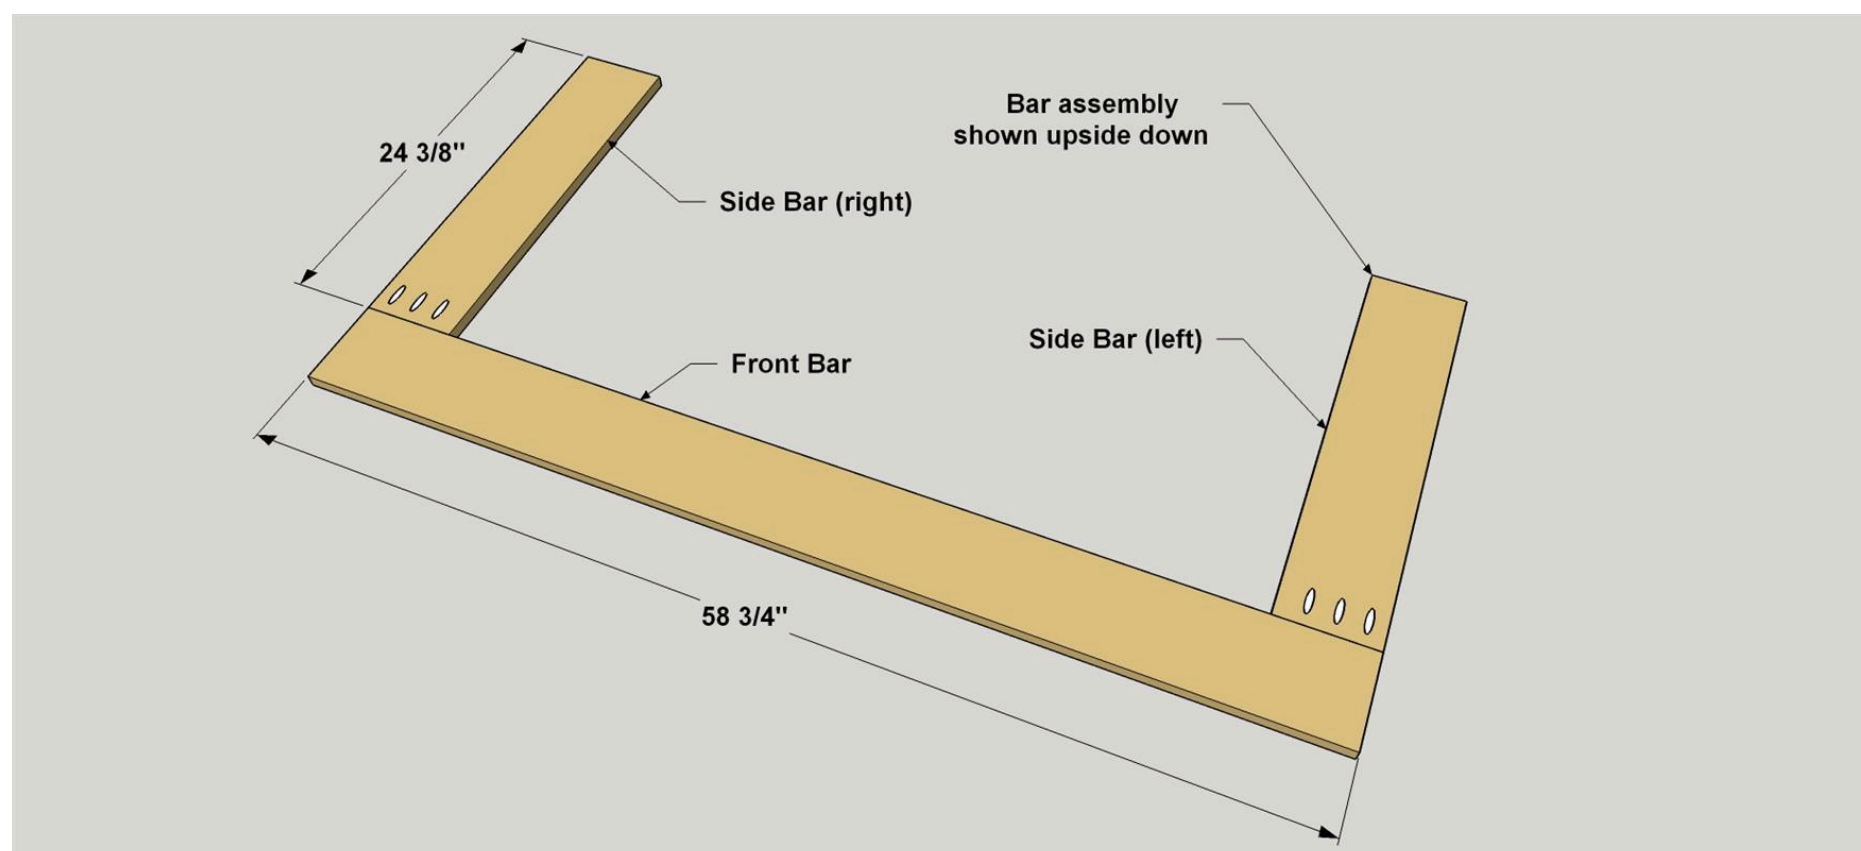 Bar assembly
shown upside down
24 3/8"
Side Bar (right)
Side Bar (left)
Front Bar
58 3/4"